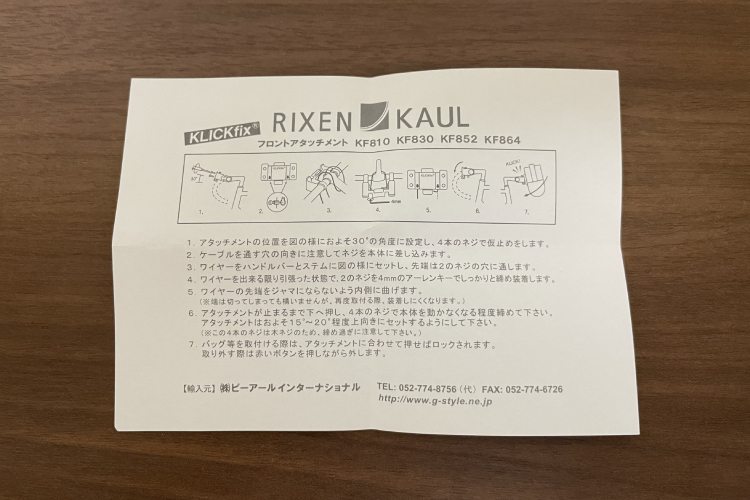 KLICKfix®
RIXEN KAUL
フロントアタッチメント KF810 KF830 KF852 KF864
30°
KLICKfix
4mm
KLICK!
1. 2. 3. 4. 5. 6. 7.
1. アタッチメントの位置を図の様におよそ30°の角度に設定し、4本のネジで仮止めをします。
2. ケーブルを通す穴の向きに注意してネジを本体に差し込みます。
3. ワイヤーをハンドルバーとステムに図の様にセットし、先端は2のネジの穴に通します。
4. ワイヤーを出来る限り引張った状態で、2のネジを4mmのアーレンキーでしっかりと締め装着します。
5. ワイヤーの先端をジャマにならないよう内側に曲げます。
(※端は切ってしまっても構いませんが、再度取付る際、装着しにくくなります。)
6. アタッチメントが止まるまで下へ押し、4本のネジで本体を動かなくなる程度締めて下さい。
アタッチメントはおよそ15°～20°程度上向きにセットするようにして下さい。
(※この4本のネジは木ネジのため、締め過ぎに注意して下さい。)
7. バッグ等を取付ける際は、アタッチメントに合わせて押せばロックされます。
取り外す際は赤いボタンを押しながら外します。
【輸入元】㈱ピーアールインターナショナル
TEL: 052-774-8756 (代) FAX: 052-774-6726
http://www.g-style.ne.jp